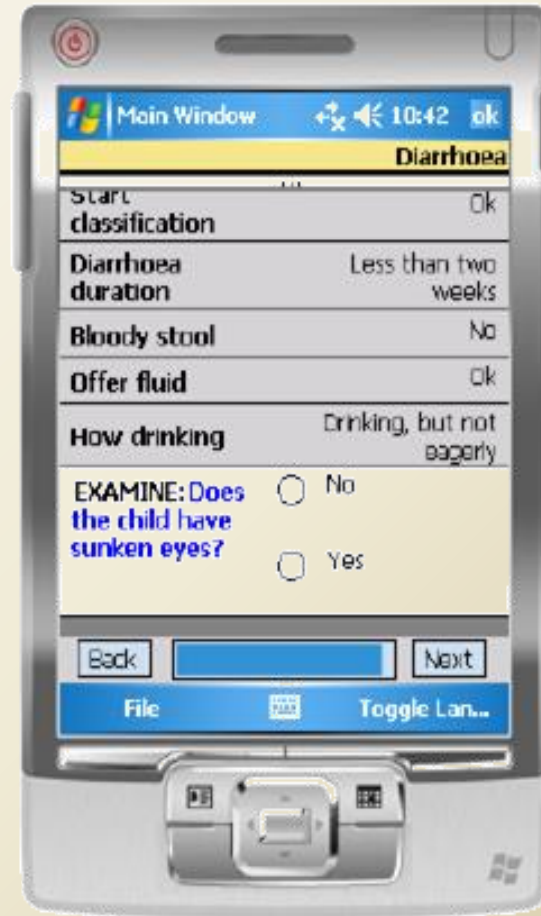 Main Window 10:42 ok
Diarrhoea
Start Ok
classification
Diarrhoea Less than two
duration weeks
Bloody stool No
Offer fluid Ok
How drinking Drinking, but not
eagerly
EXAMINE: Does No
the child have
sunken eyes? Yes
Back Next
File Toggle Lan...